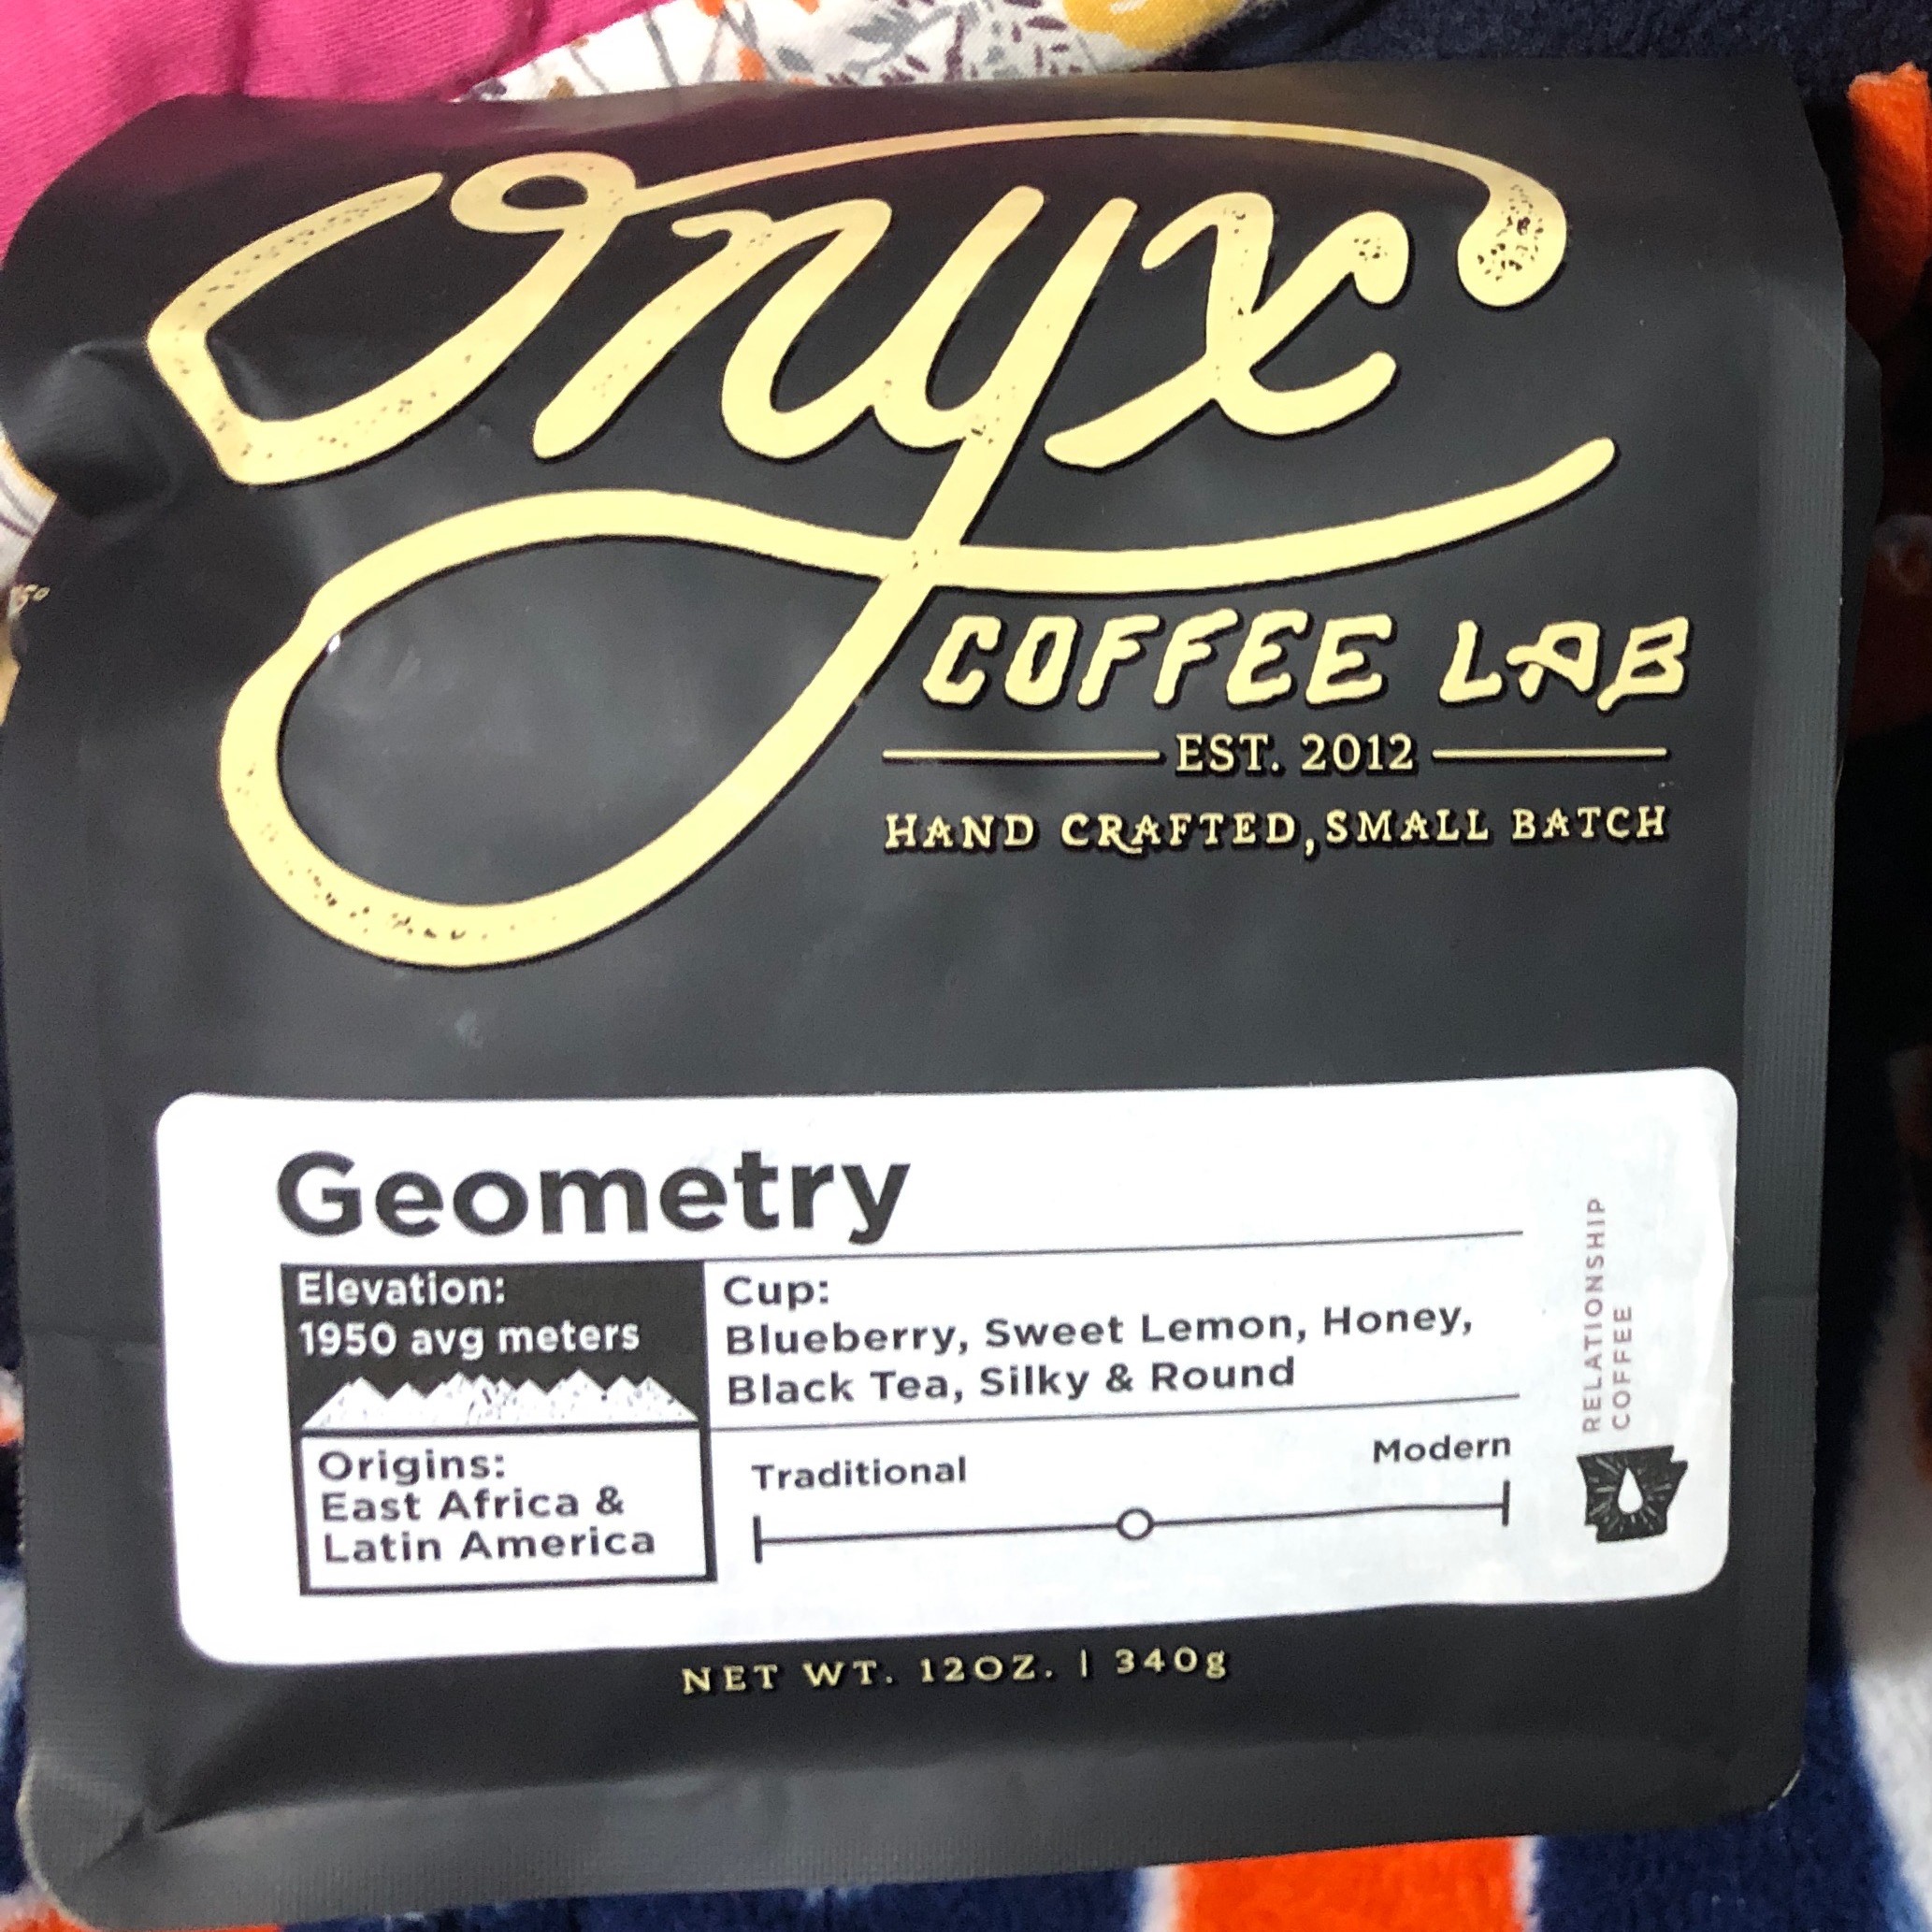 Onyx
COFFEE LAB
EST. 2012
HAND CRAFTED, SMALL BATCH
Geometry
Elevation:
1950 avg meters
Cup:
Blueberry, Sweet Lemon, Honey,
Black Tea, Silky & Round
Origins:
East Africa &
Latin America
Traditional
Modern
RELATIONSHIP
COFFEE
NET WT. 12OZ. | 340g